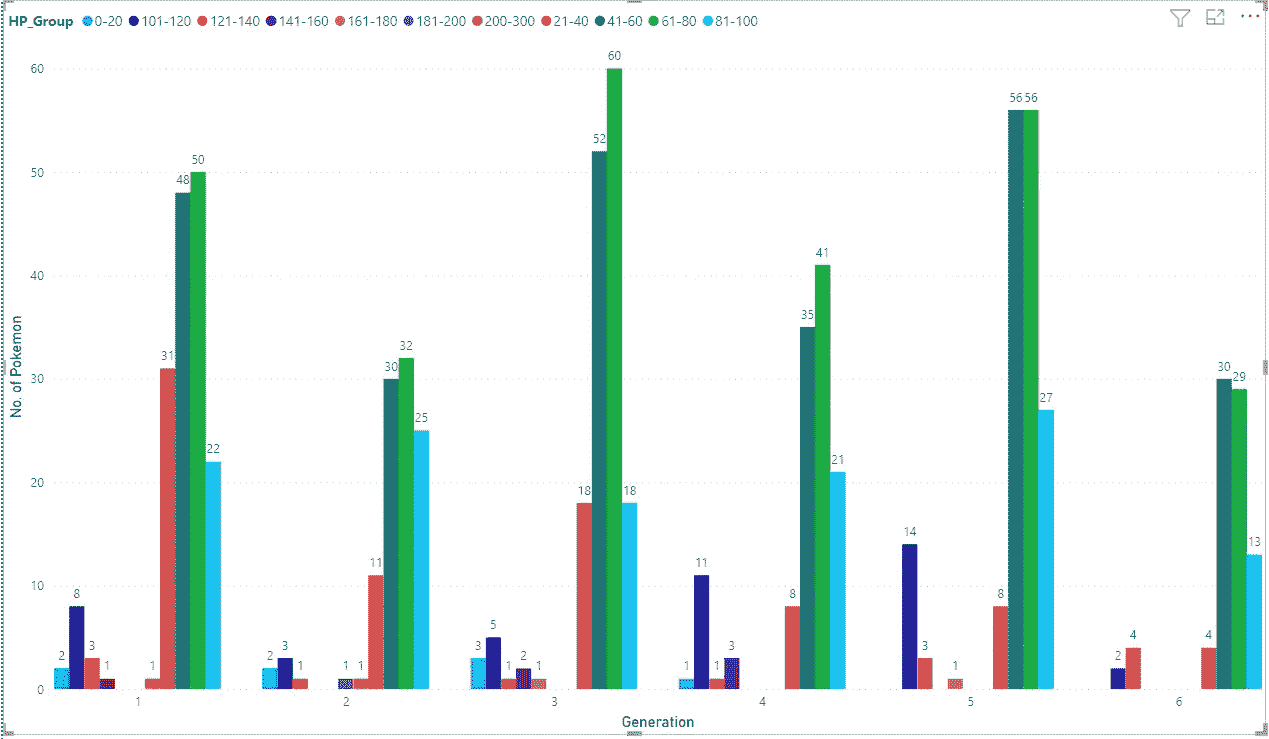 HP_Group 0-20 101-120 121-140 141-160 161-180 181-200 200-300 21-40 41-60 61-80 81-100
No. of Pokemon
60
50
40
30
20
10
0
2 8 3 1 1 31 48 50 22
2 3 1 1 1 11 30 32 25
3 5 1 2 1 18 52 60 18
1 11 1 3 8 35 41 21
14 3 1 8 56 56 27
2 4 4 30 29 13
1 2 3 4 5 6
Generation